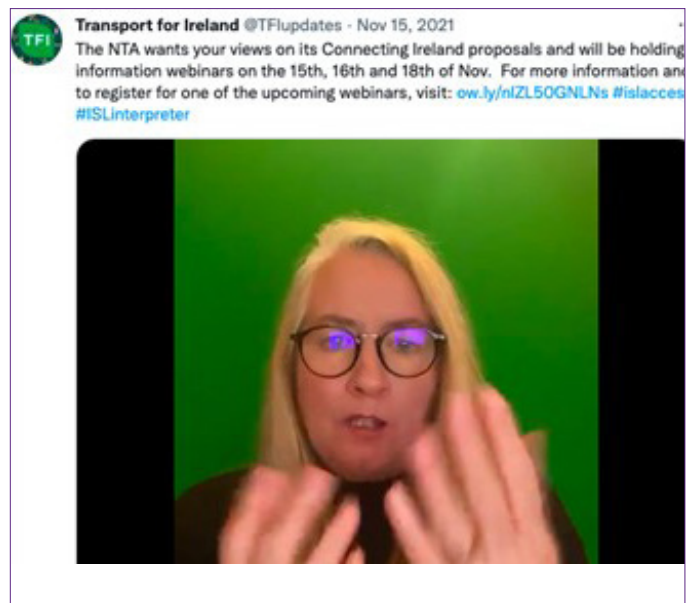 TFI
Transport for Ireland @TFIupdates · Nov 15, 2021
The NTA wants your views on its Connecting Ireland proposals and will be holding
information webinars on the 15th, 16th and 18th of Nov. For more information and
to register for one of the upcoming webinars, visit: ow.ly/nIZL50GNLNs #islacces
#ISLinterpreter